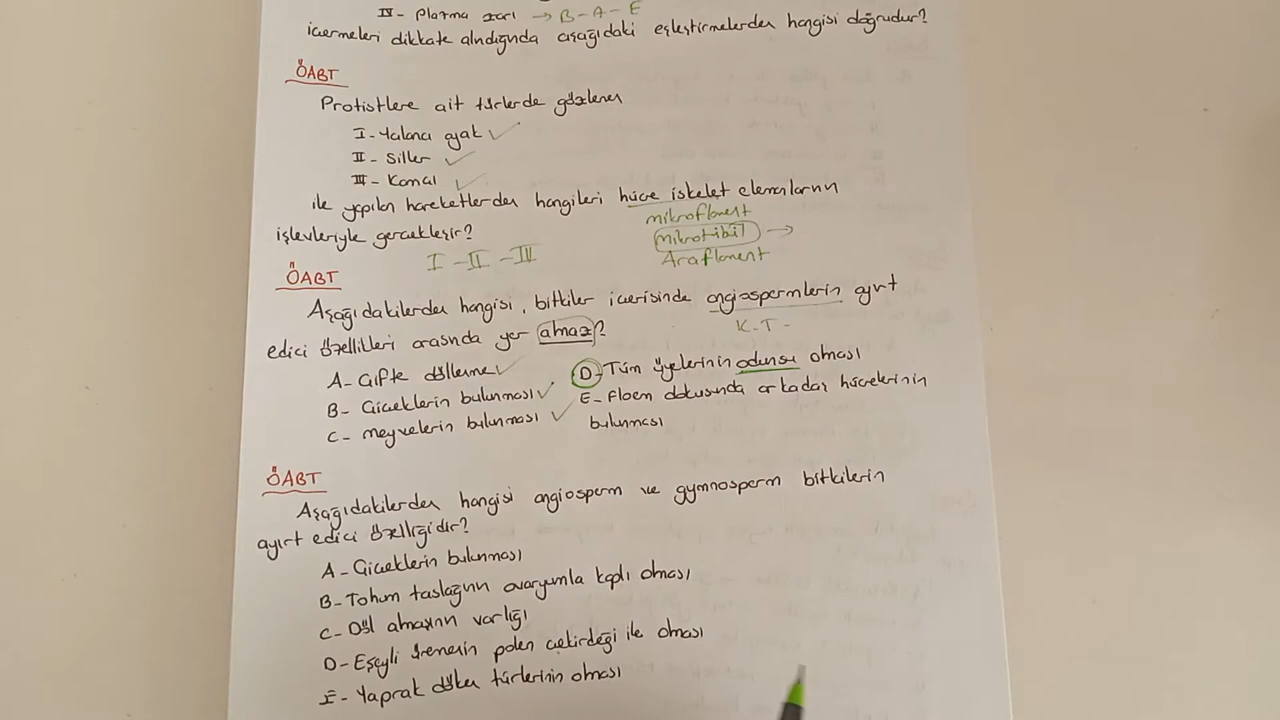 IV- Plazma zarı → B - A - E
içermeleri dikkate alındığında aşağıdaki eşleştirmelerden hangisi doğrudur?
ÖABT
Protistlere ait türlerde gözlenen
I- Yalancı ayak ✓
II- Siller ✓
III- Kamçı ✓
ile yapılan hareketlerden hangileri hücre iskelet elemanlarının
mikroflament
işlevleriyle gerçekleşir?
mikrotübül →
Araflament
I - II - III
ÖABT
Aşağıdakilerden hangisi, bitkiler içerisinde angiospermlerin ayırt
K.T -
edici özellikleri arasında yer almaz?
A- Çifte döllenme ✓
B- Çiçeklerin bulunması ✓
C- meyvelerin bulunması ✓
D- Tüm üyelerinin odunsu olması
E- Floem dokusunda arkadaş hücrelerinin
bulunması
ÖABT
Aşağıdakilerden hangisi angiosperm ve gymnosperm bitkilerin
ayırt edici özelliğidir?
A- Çiçeklerin bulunması
B- Tohum taslağının ovaryumla kaplı olması
C- Döl almaşının varlığı
D- Eşeyli üremenin polen çekirdeği ile olması
E- Yaprak döken türlerinin olması